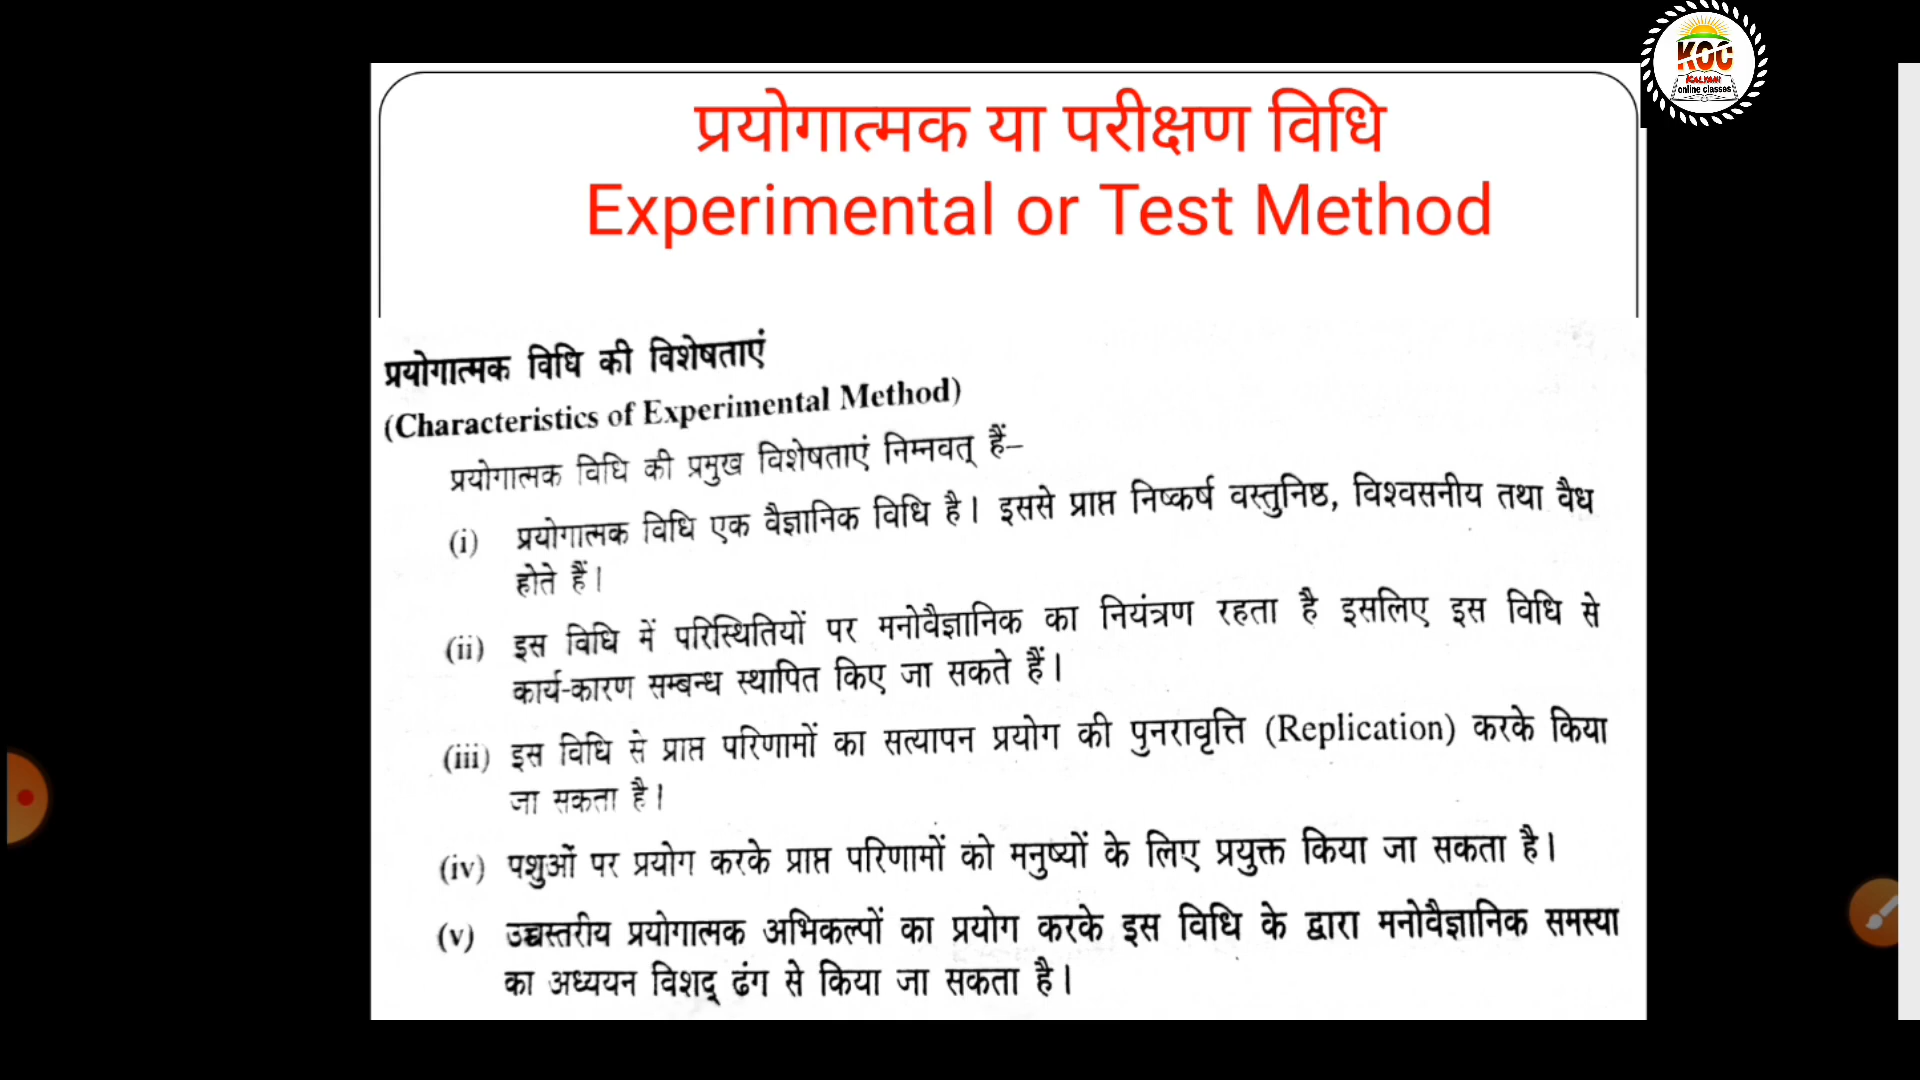 KOC
KALYANI
online classes
प्रयोगात्मक या परीक्षण विधि
Experimental or Test Method
प्रयोगात्मक विधि की विशेषताएं
(Characteristics of Experimental Method)
प्रयोगात्मक विधि की प्रमुख विशेषताएं निम्नवत् हैं–
(i) प्रयोगात्मक विधि एक वैज्ञानिक विधि है। इससे प्राप्त निष्कर्ष वस्तुनिष्ठ, विश्वसनीय तथा वैध
होते हैं।
(ii) इस विधि में परिस्थितियों पर मनोवैज्ञानिक का नियंत्रण रहता है इसलिए इस विधि से
कार्य-कारण सम्बन्ध स्थापित किए जा सकते हैं।
(iii) इस विधि से प्राप्त परिणामों का सत्यापन प्रयोग की पुनरावृत्ति (Replication) करके किया
जा सकता है।
(iv) पशुओं पर प्रयोग करके प्राप्त परिणामों को मनुष्यों के लिए प्रयुक्त किया जा सकता है।
(v) उच्चस्तरीय प्रयोगात्मक अभिकल्पों का प्रयोग करके इस विधि के द्वारा मनोवैज्ञानिक समस्या
का अध्ययन विशद् ढंग से किया जा सकता है।